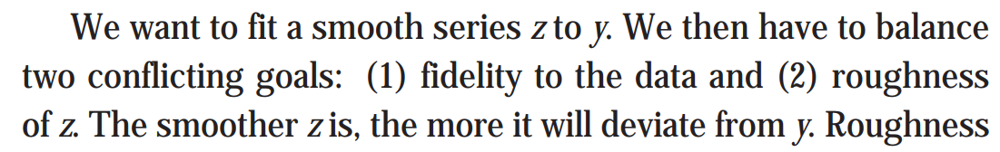 We want to fit a smooth series z to y. We then have to balance
two conflicting goals: (1) fidelity to the data and (2) roughness
of z. The smoother z is, the more it will deviate from y. Roughness